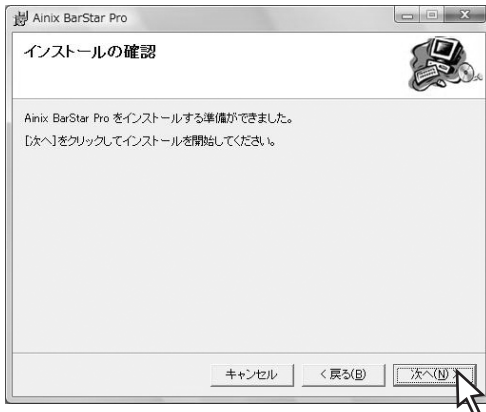 Ainix BarStar Pro
インストールの確認
Ainix BarStar Pro をインストールする準備ができました。
[次へ]をクリックしてインストールを開始してください。
キャンセル
< 戻る(B)
次へ(N) >